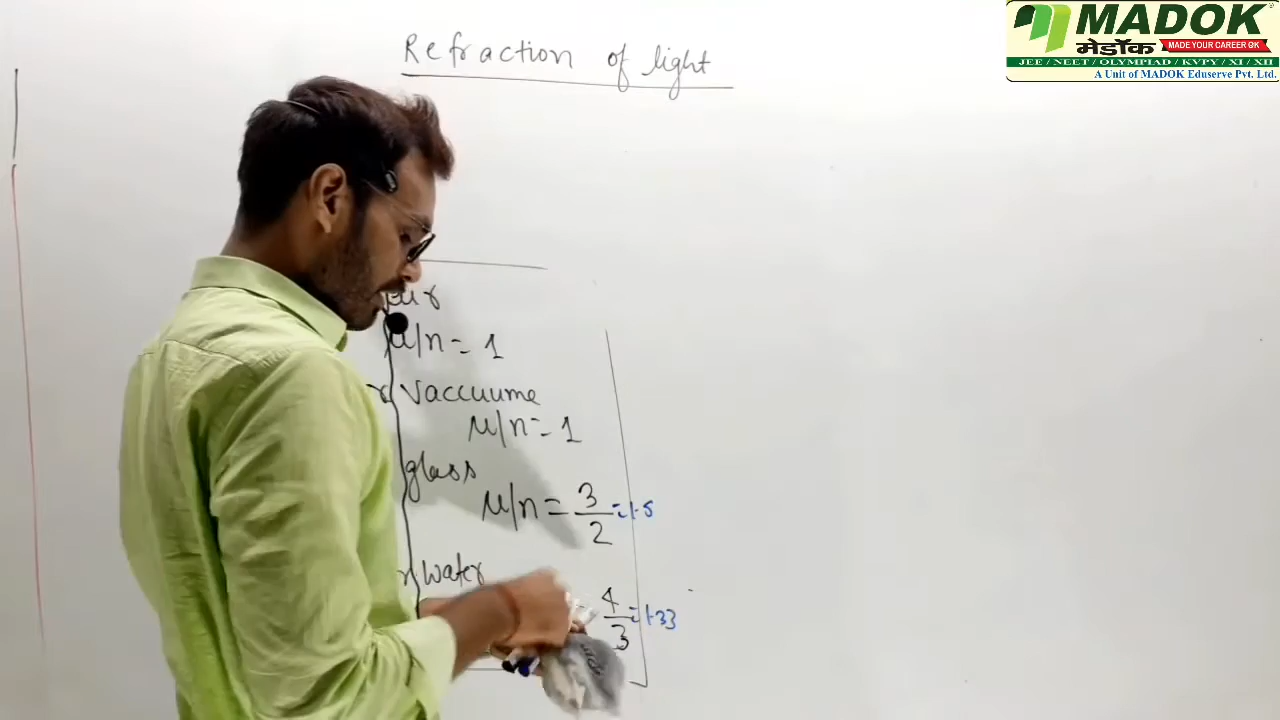 MADOK
मेडॉक MADE YOUR CAREER OK
JEE / NEET / OLYMPIAD / KVPY / XI / XII
A Unit of MADOK Eduserve Pvt. Ltd.
Refraction of light
μ/n = 1
Vaccuume
μ/n = 1
glass
μ/n = 3/2 = 1.5
water
= 4/3 = 1.33